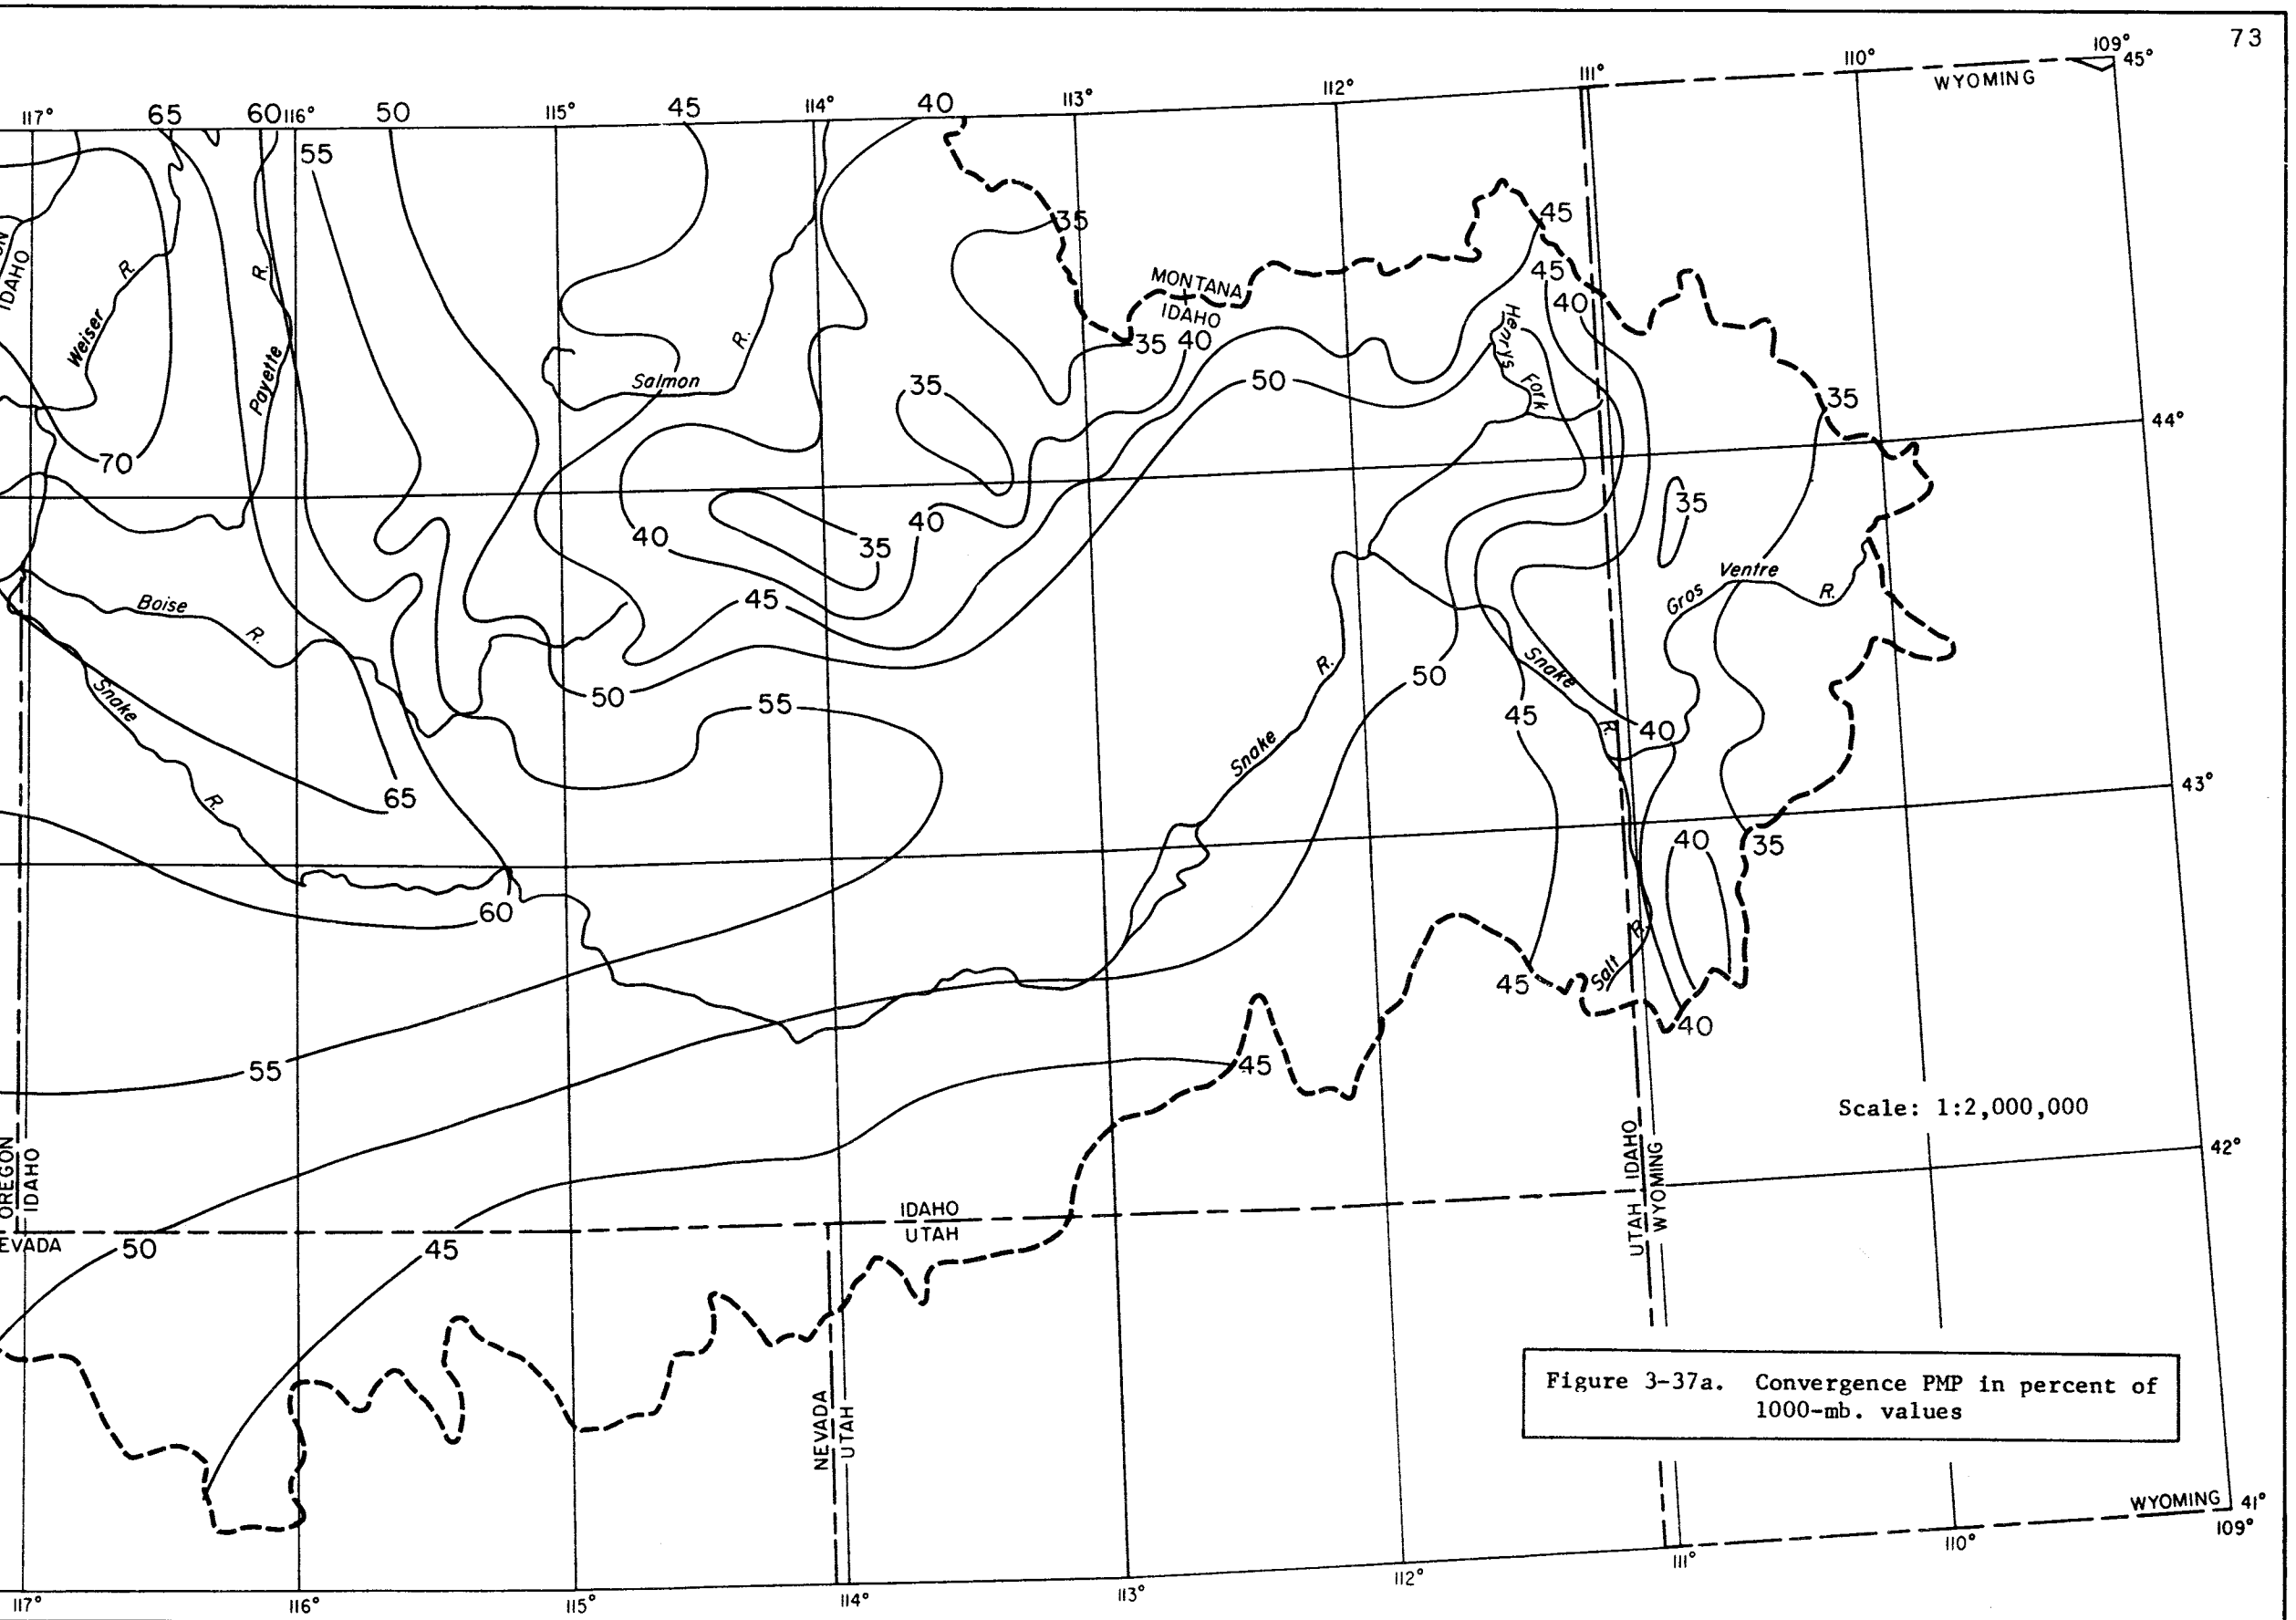 73
109°
45°
110°
111°
WYOMING
112°
113°
40
114°
45
115°
50
60 116°
65
117°
55
35
45
IDAHO
Weiser
R.
Payette
R.
R.
Salmon
MONTANA
IDAHO
45
40
Henrys
Fork
35
40
50
35
35
44°
70
40
35
40
35
45
Boise
R.
Gros
Ventre
R.
Snake
R.
50
55
50
45
Snake
R.
40
Snake
R.
65
43°
40
35
60
Salt
R.
45
40
55
45
Scale: 1:2,000,000
42°
OREGON
IDAHO
UTAH
IDAHO
WYOMING
EVADA
50
45
IDAHO
UTAH
NEVADA
UTAH
Figure 3-37a. Convergence PMP in percent of
1000-mb. values
WYOMING
41°
109°
110°
111°
112°
113°
114°
115°
116°
117°